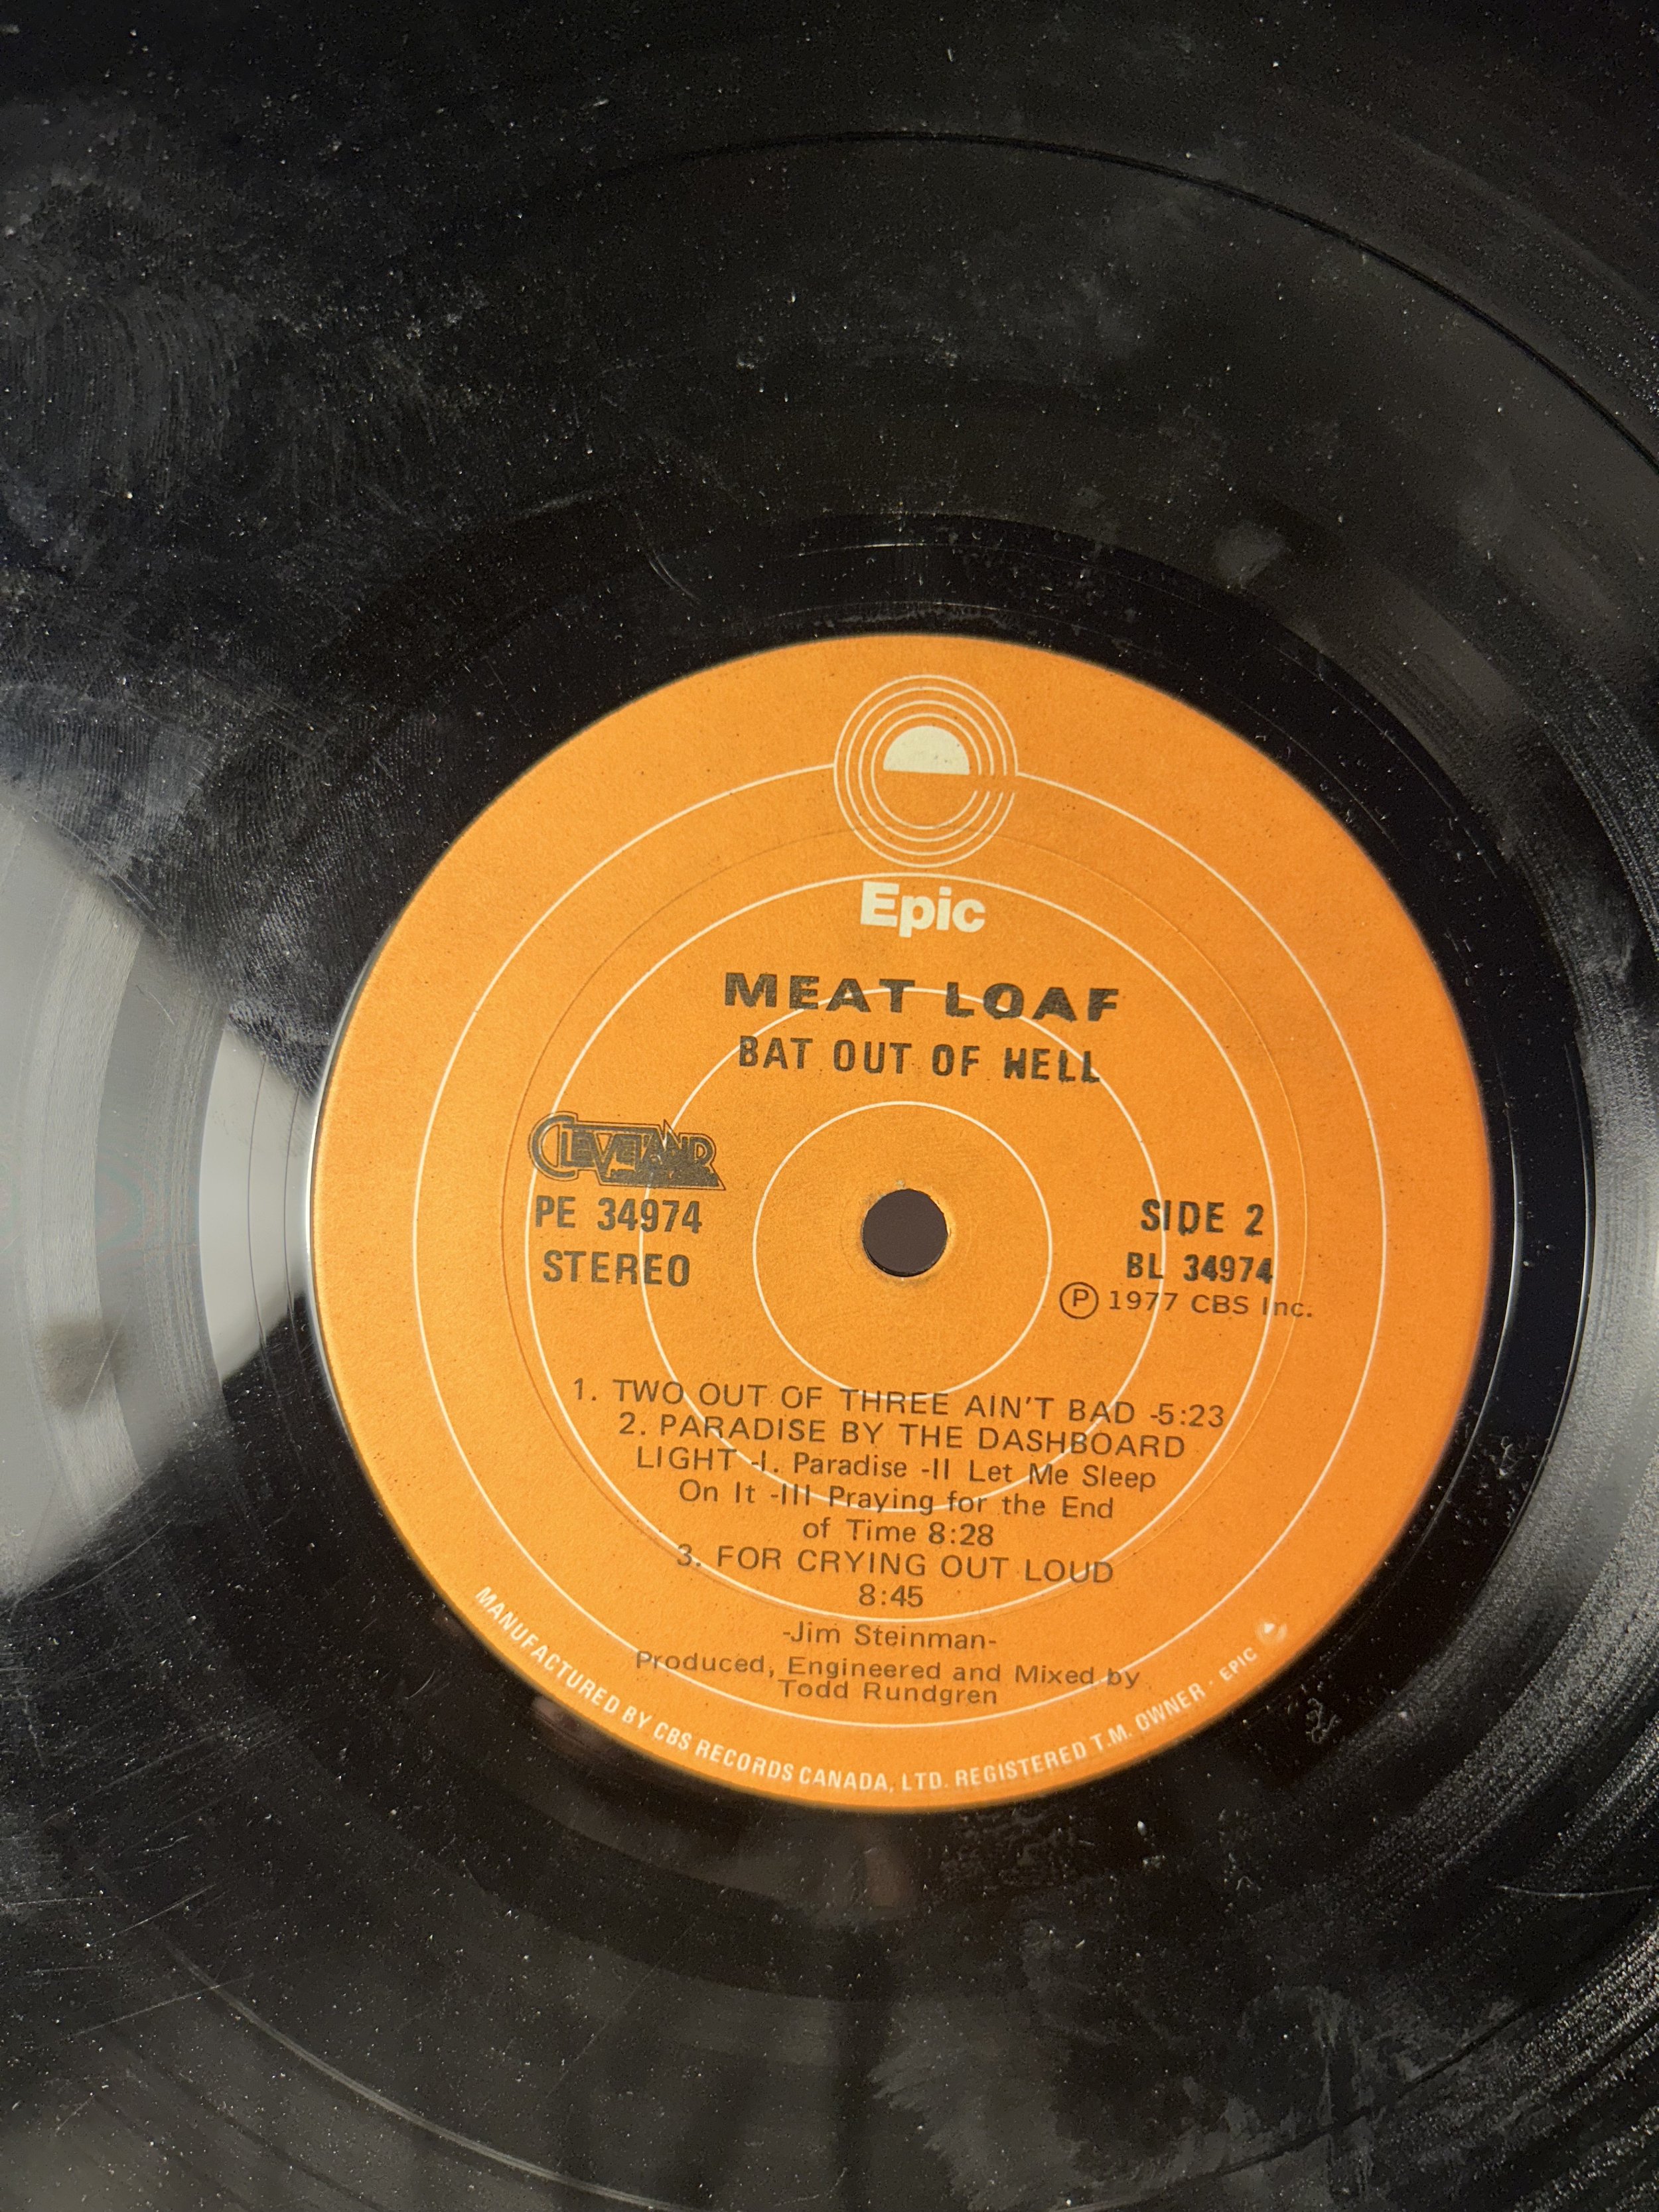 Epic
MEAT LOAF
BAT OUT OF HELL
CLEVELAND
PE 34974
STEREO
SIDE 2
BL 34974
Ⓟ 1977 CBS Inc.
1. TWO OUT OF THREE AIN'T BAD -5:23
2. PARADISE BY THE DASHBOARD
LIGHT -I. Paradise -II Let Me Sleep
On It -III Praying for the End
of Time 8:28
3. FOR CRYING OUT LOUD
8:45
-Jim Steinman-
Produced, Engineered and Mixed by
Todd Rundgren
MANUFACTURED BY CBS RECORDS CANADA, LTD. REGISTERED T.M. OWNER · EPIC